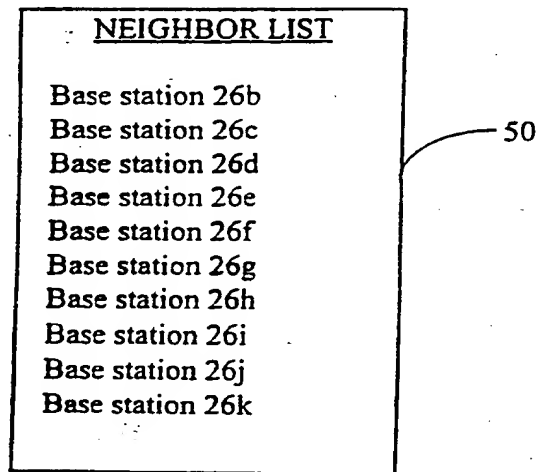 NEIGHBOR LIST
Base station 26b
Base station 26c
Base station 26d
Base station 26e
Base station 26f
Base station 26g
Base station 26h
Base station 26i
Base station 26j
Base station 26k
50